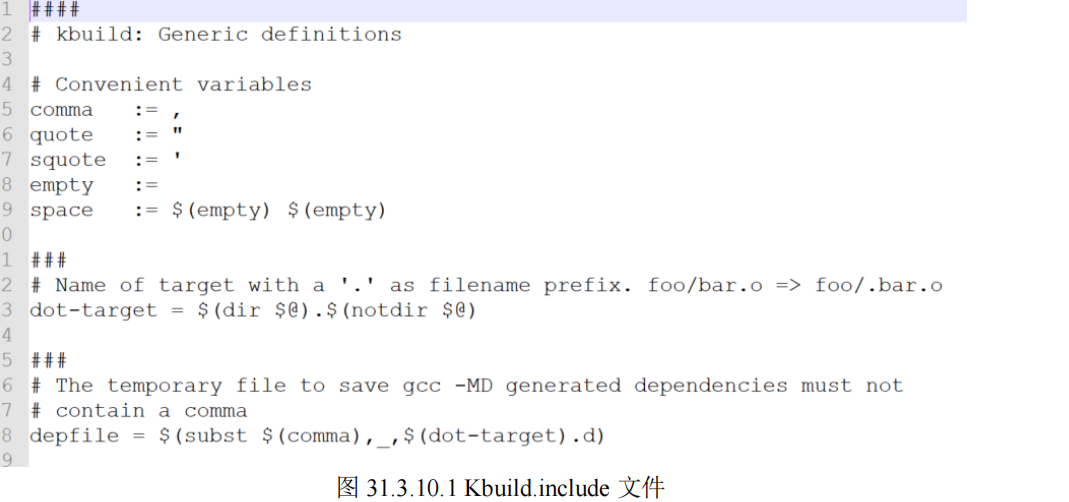 1 ####
2 # kbuild: Generic definitions
3
4 # Convenient variables
5 comma   := ,
6 quote   := "
7 squote  := '
8 empty   :=
9 space   := $(empty) $(empty)
0
1 ###
2 # Name of target with a '.' as filename prefix. foo/bar.o => foo/.bar.o
3 dot-target = $(dir $@).$(notdir $@)
4
5 ###
6 # The temporary file to save gcc -MD generated dependencies must not
7 # contain a comma
8 depfile = $(subst $(comma),_,$(dot-target).d)
9
图 31.3.10.1 Kbuild.include 文件